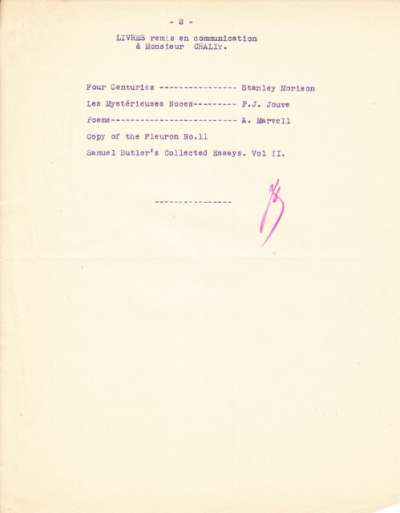 - 2 -
LIVRES remis en communication
à Monsieur CHALIT.
Four Centuries ---------------- Stanley Morison
Les Mystérieuses Noces--------- P.J. Jouve
Poems-------------------------- A. Marvell
Copy of the Fleuron No.11
Samuel Butler's Collected Essays. Vol II.
----------------